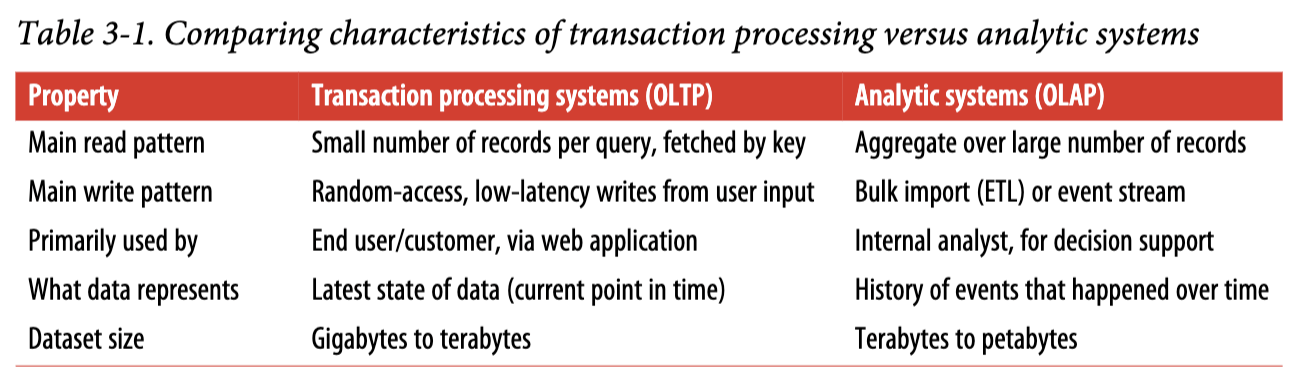 Table 3-1. Comparing characteristics of transaction processing versus analytic systems
Property Transaction processing systems (OLTP) Analytic systems (OLAP)
Main read pattern Small number of records per query, fetched by key Aggregate over large number of records
Main write pattern Random-access, low-latency writes from user input Bulk import (ETL) or event stream
Primarily used by End user/customer, via web application Internal analyst, for decision support
What data represents Latest state of data (current point in time) History of events that happened over time
Dataset size Gigabytes to terabytes Terabytes to petabytes